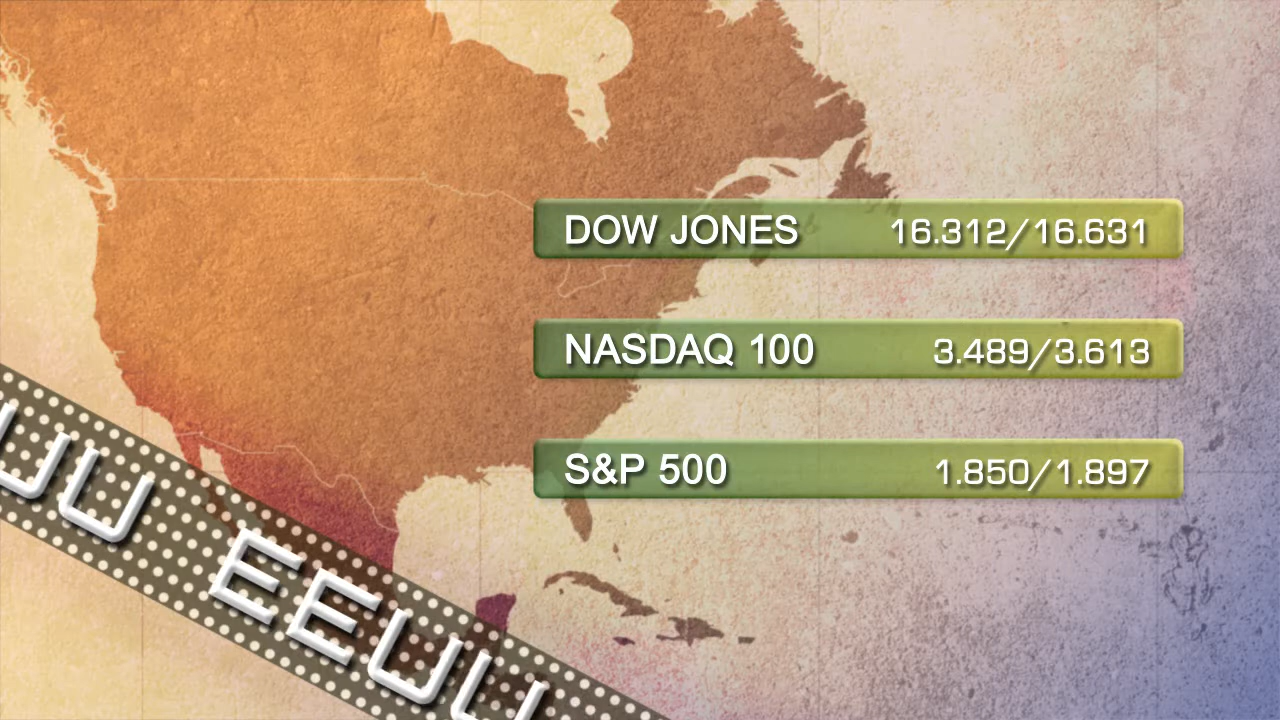 DOW JONES 16.312/16.631
NASDAQ 100 3.489/3.613
S&P 500 1.850/1.897
UU EEUU